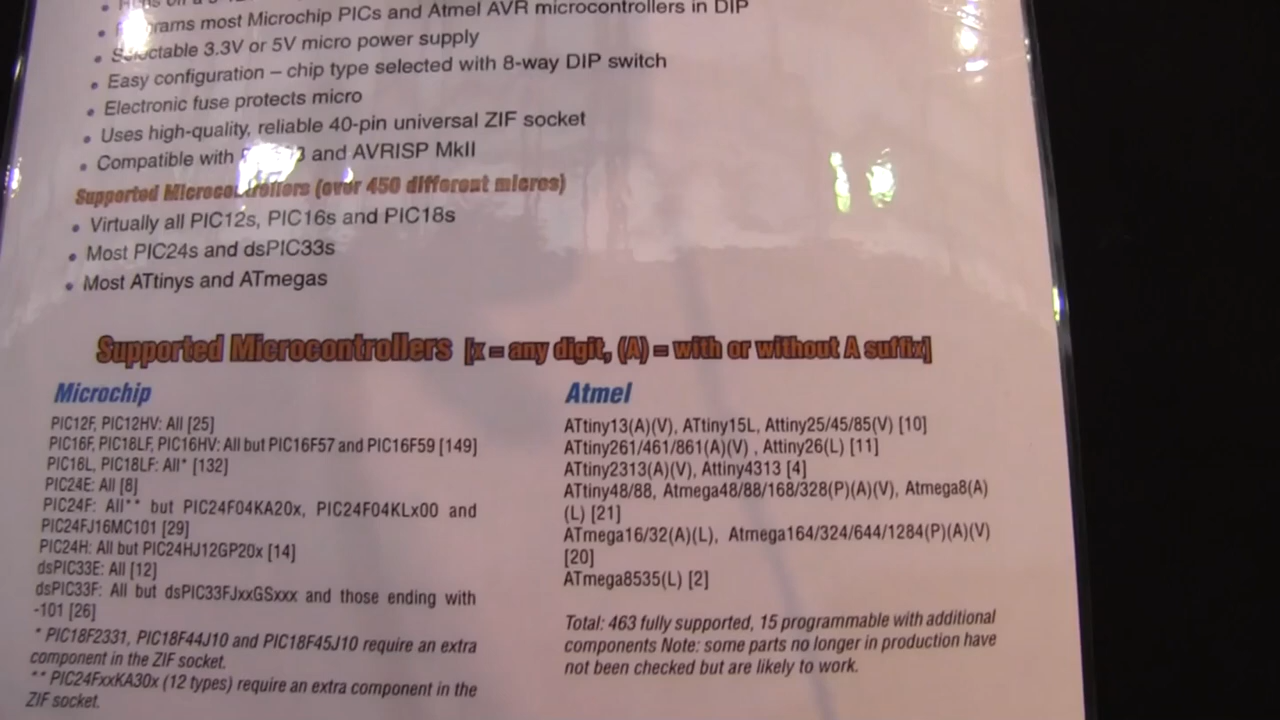 • Programs most Microchip PICs and Atmel AVR microcontrollers in DIP
• Selectable 3.3V or 5V micro power supply
• Easy configuration – chip type selected with 8-way DIP switch
• Electronic fuse protects micro
• Uses high-quality, reliable 40-pin universal ZIF socket
• Compatible with and AVRISP MkII
Supported Microcontrollers (over 450 different micros)
• Virtually all PIC12s, PIC16s and PIC18s
• Most PIC24s and dsPIC33s
• Most ATtinys and ATmegas
Supported Microcontrollers [x = any digit, (A) = with or without A suffix]
Microchip
PIC12F, PIC12HV: All [25]
PIC16F, PIC18LF, PIC16HV: All but PIC16F57 and PIC16F59 [149]
PIC18L, PIC18LF: All* [132]
PIC24E: All [8]
PIC24F: All** but PIC24F04KA20x, PIC24F04KLx00 and
PIC24FJ16MC101 [29]
PIC24H: All but PIC24HJ12GP20x [14]
dsPIC33E: All [12]
dsPIC33F: All but dsPIC33FJxxGSxxx and those ending with
-101 [26]
* PIC18F2331, PIC18F44J10 and PIC18F45J10 require an extra
component in the ZIF socket.
** PIC24FxxKA30x (12 types) require an extra component in the
ZIF socket.
Atmel
ATtiny13(A)(V), ATtiny15L, Attiny25/45/85(V) [10]
ATtiny261/461/861(A)(V) , Attiny26(L) [11]
ATtiny2313(A)(V), Attiny4313 [4]
ATtiny48/88, Atmega48/88/168/328(P)(A)(V), Atmega8(A)
(L) [21]
ATmega16/32(A)(L), Atmega164/324/644/1284(P)(A)(V)
[20]
ATmega8535(L) [2]
Total: 463 fully supported, 15 programmable with additional
components Note: some parts no longer in production have
not been checked but are likely to work.